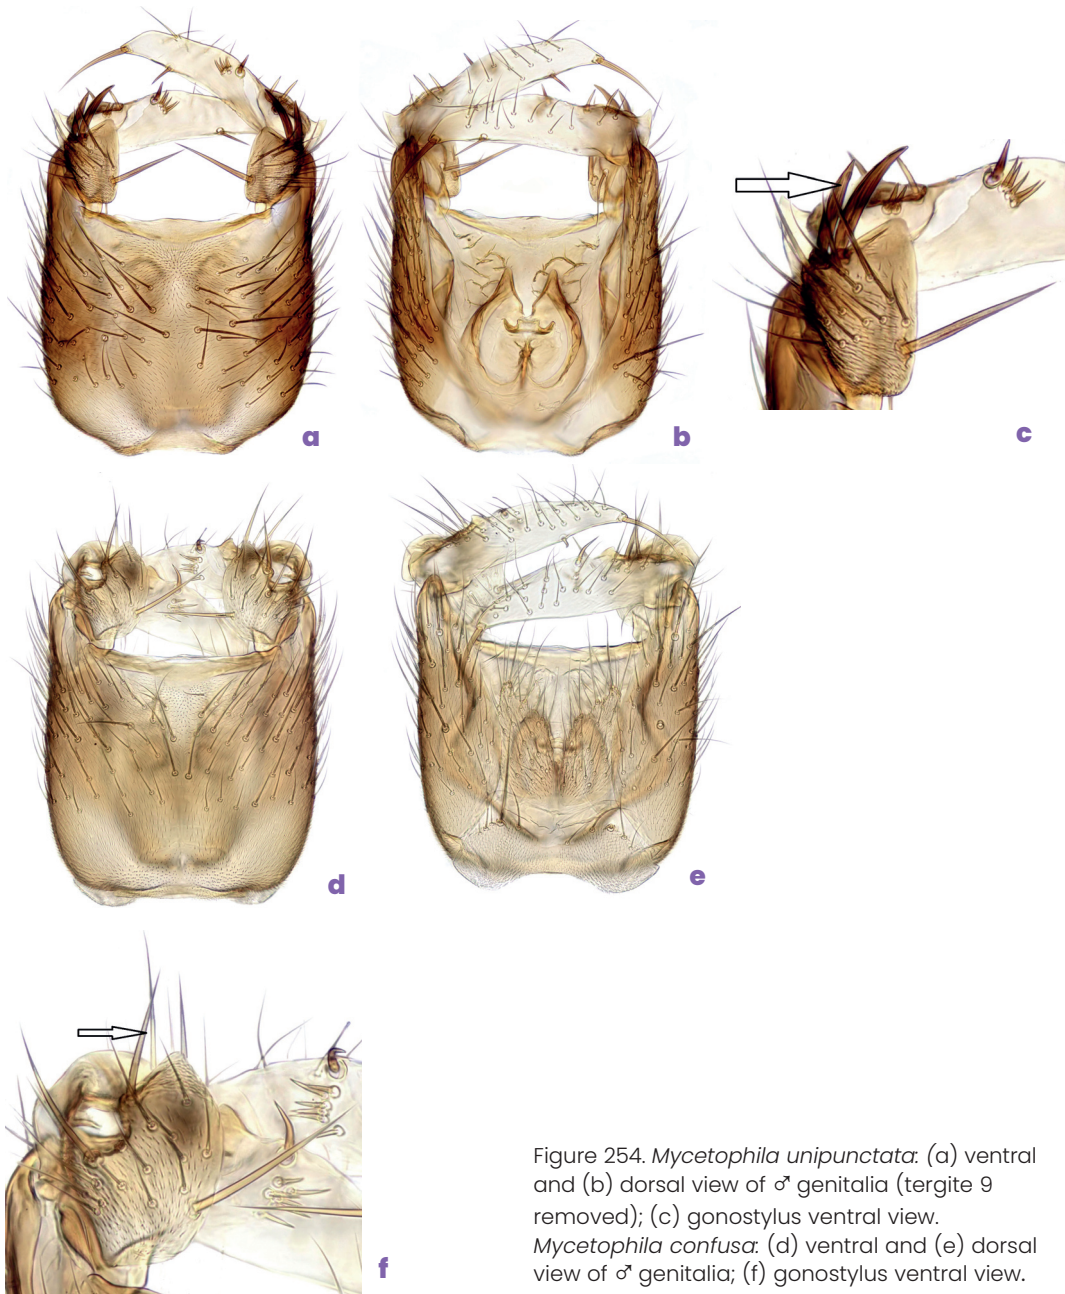 a
b
c
d
e
f
Figure 254. Mycetophila unipunctata: (a) ventral
and (b) dorsal view of ♂ genitalia (tergite 9
removed); (c) gonostylus ventral view.
Mycetophila confusa: (d) ventral and (e) dorsal
view of ♂ genitalia; (f) gonostylus ventral view.